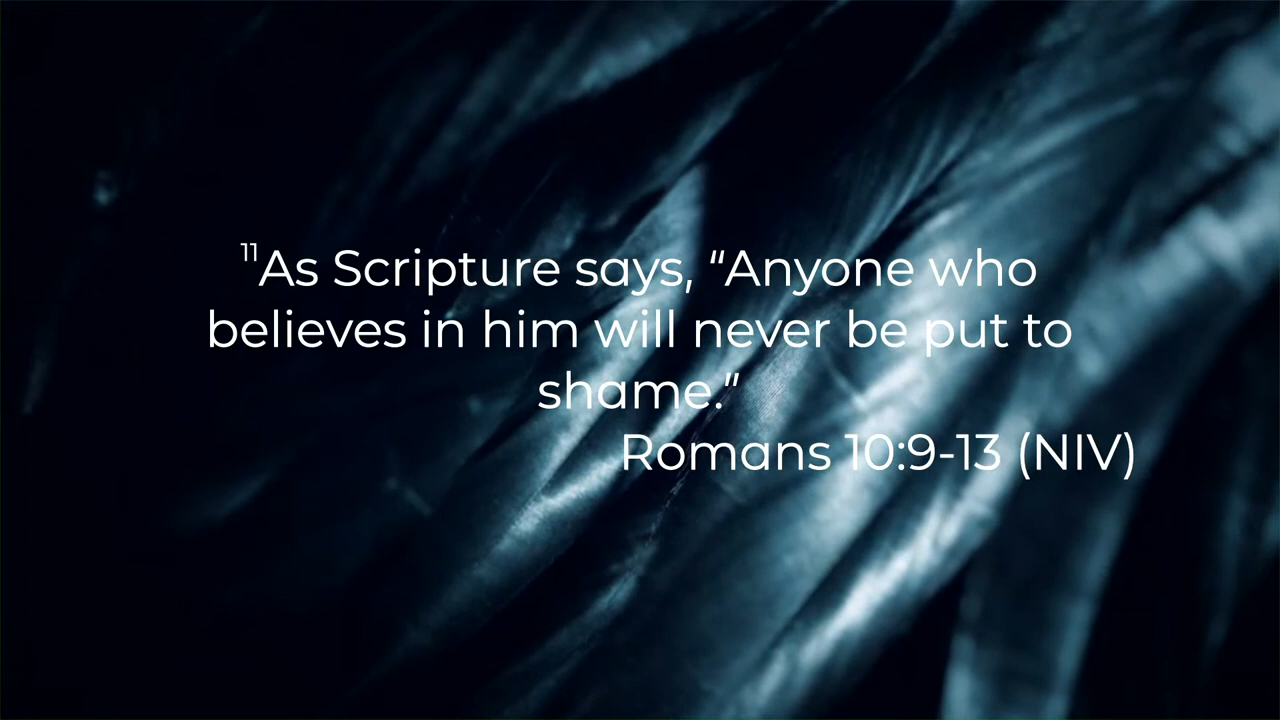 ¹¹As Scripture says, “Anyone who
believes in him will never be put to
shame.”
Romans 10:9-13 (NIV)